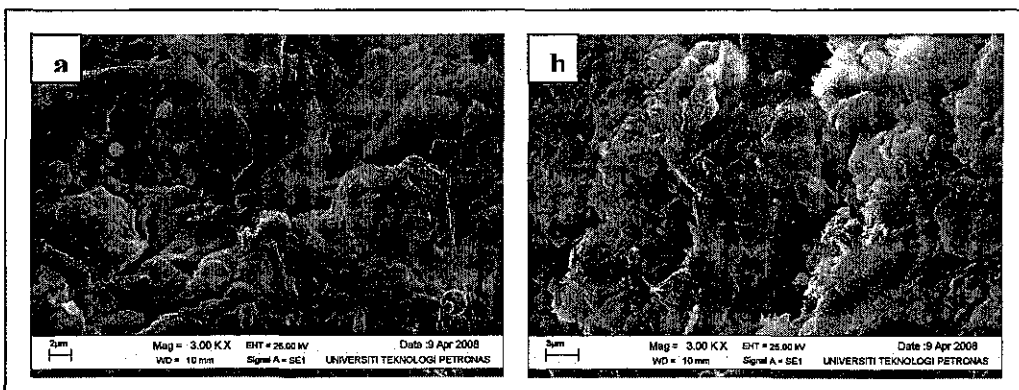 a
2µm
Mag = 3.00 K X EHT = 25.00 kV Date :9 Apr 2008
WD = 10 mm Signal A = SE1 UNIVERSITI TEKNOLOGI PETRONAS
h
3µm
Mag = 3.00 K X EHT = 25.00 kV Date :9 Apr 2008
WD = 10 mm Signal A = SE1 UNIVERSITI TEKNOLOGI PETRONAS